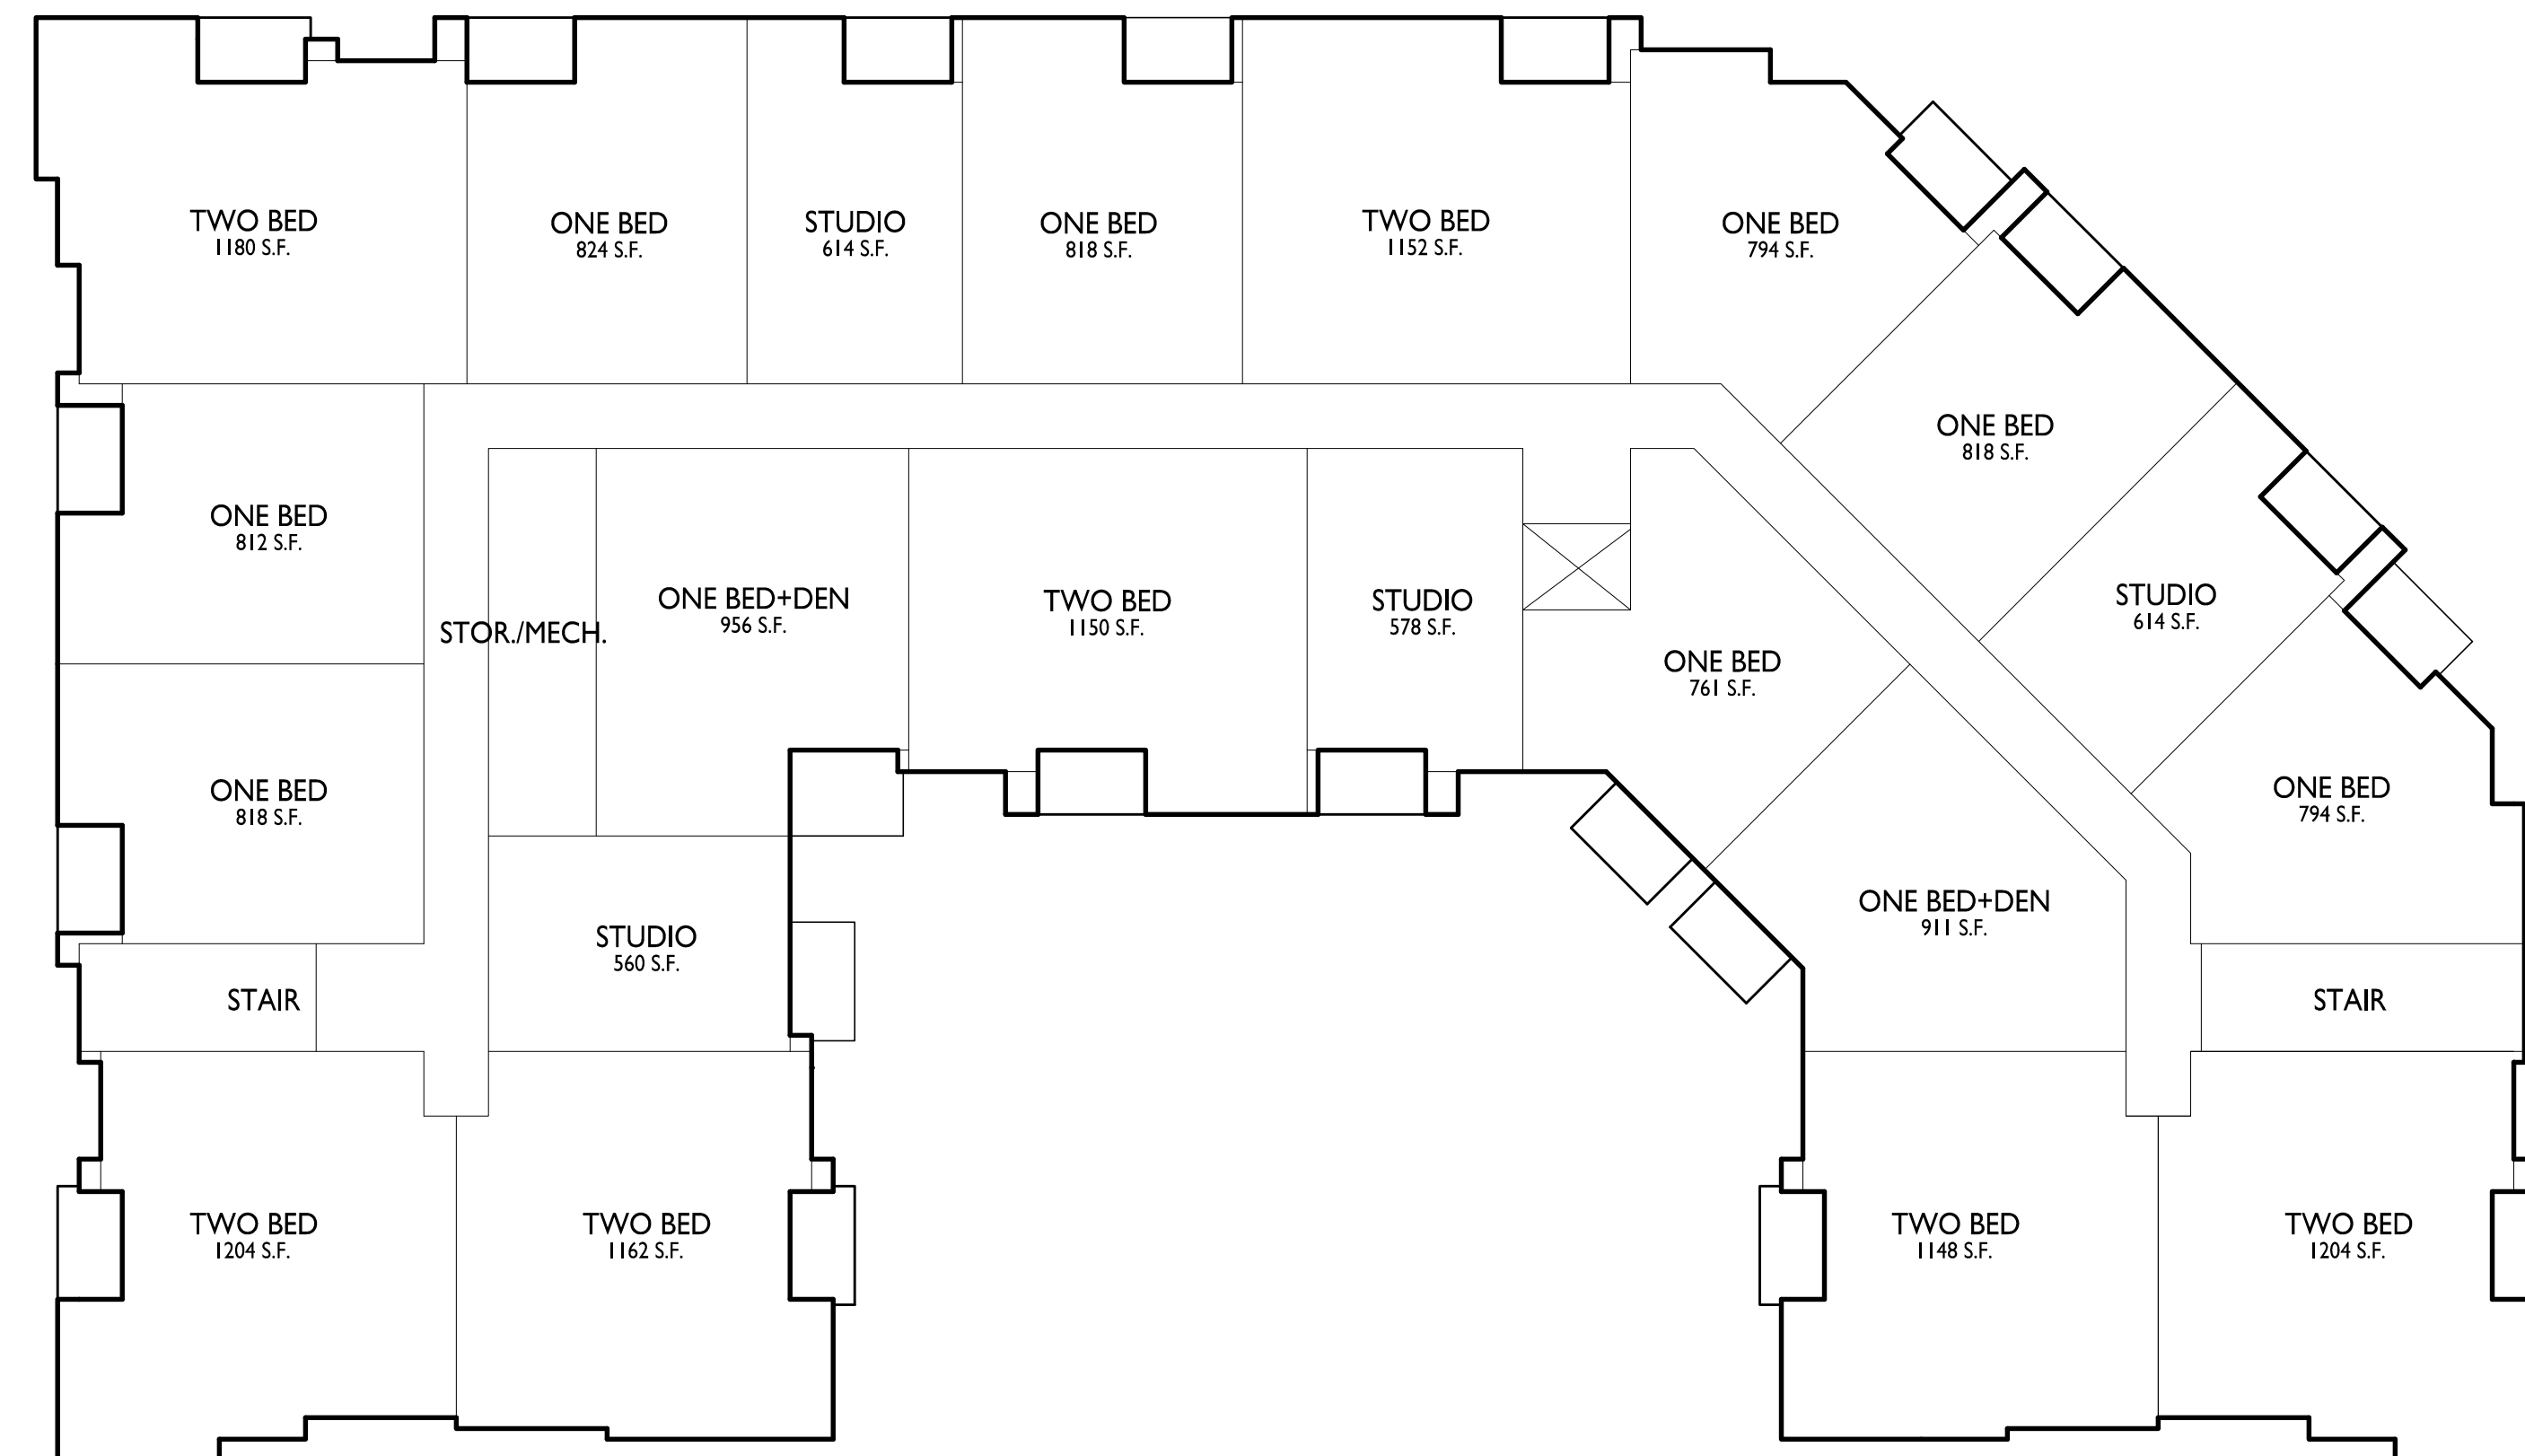 TWO BED
1180 S.F.
ONE BED
824 S.F.
STUDIO
614 S.F.
ONE BED
818 S.F.
TWO BED
1152 S.F.
ONE BED
794 S.F.
ONE BED
818 S.F.
ONE BED
812 S.F.
STOR./MECH.
ONE BED+DEN
956 S.F.
TWO BED
1150 S.F.
STUDIO
578 S.F.
ONE BED
761 S.F.
STUDIO
614 S.F.
ONE BED
818 S.F.
ONE BED
794 S.F.
STUDIO
560 S.F.
ONE BED+DEN
911 S.F.
STAIR
STAIR
TWO BED
1204 S.F.
TWO BED
1162 S.F.
TWO BED
1148 S.F.
TWO BED
1204 S.F.